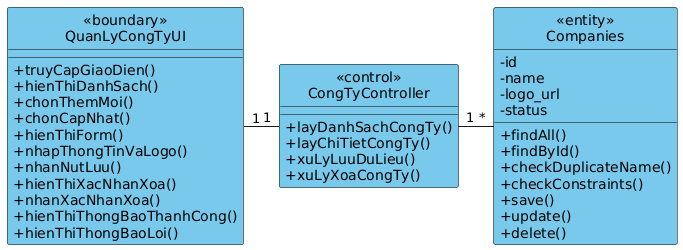 «boundary»
QuanLyCongTyUI
+truyCapGiaoDien()
+hienThiDanhSach()
+chonThemMoi()
+chonCapNhat()
+hienThiForm()
+nhapThongTinVaLogo()
+nhanNutLuu()
+hienThiXacNhanXoa()
+nhanXacNhanXoa()
+hienThiThongBaoThanhCong()
+hienThiThongBaoLoi()
1 1
«control»
CongTyController
+layDanhSachCongTy()
+layChiTietCongTy()
+xuLyLuuDuLieu()
+xuLyXoaCongTy()
1 *
«entity»
Companies
-id
-name
-logo_url
-status
+findAll()
+findById()
+checkDuplicateName()
+checkConstraints()
+save()
+update()
+delete()